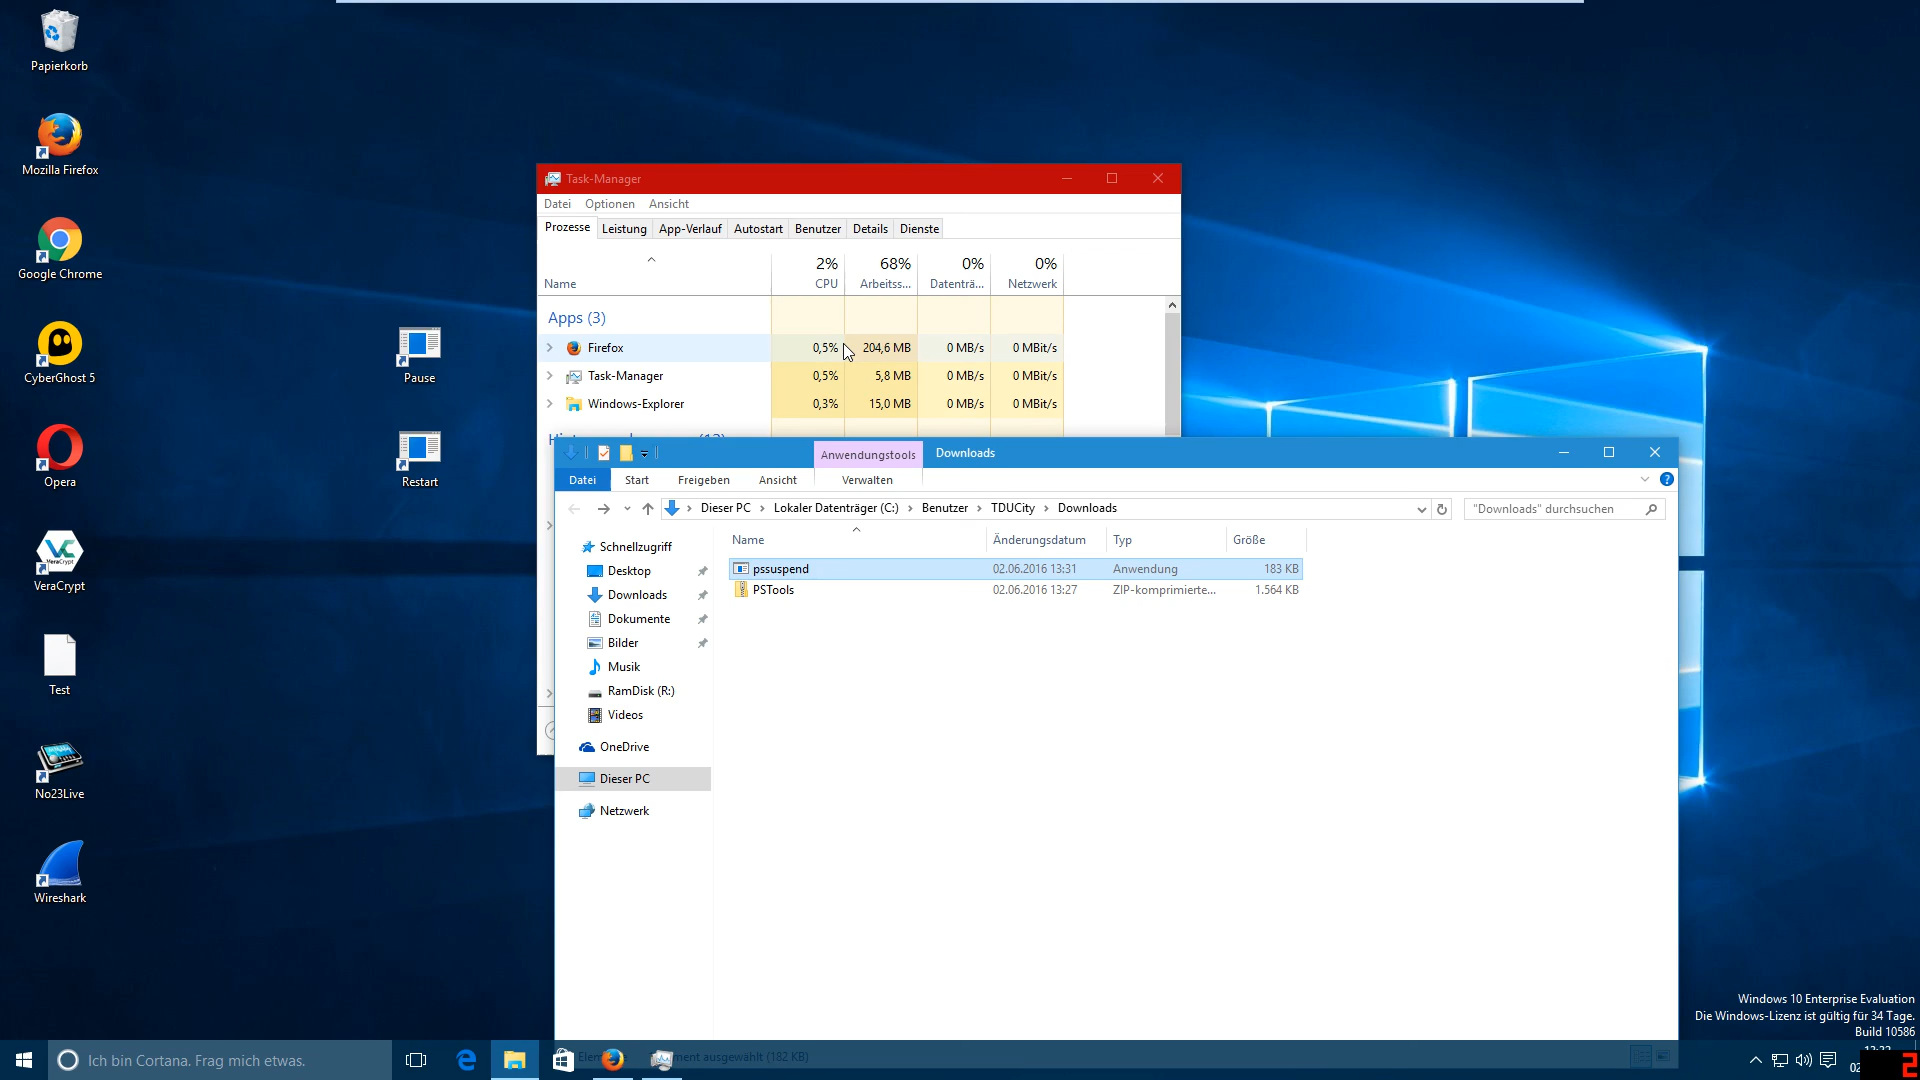 Papierkorb
Mozilla Firefox
Google Chrome
CyberGhost 5
Opera
VeraCrypt
Test
No23Live
Wireshark
Pause
Restart
Task-Manager
Datei Optionen Ansicht
Prozesse Leistung App-Verlauf Autostart Benutzer Details Dienste
2% 68% 0% 0%
Name CPU Arbeitss... Datenträ... Netzwerk
Apps (3)
Firefox 0,5% 204,6 MB 0 MB/s 0 MBit/s
Task-Manager 0,5% 5,8 MB 0 MB/s 0 MBit/s
Windows-Explorer 0,3% 15,0 MB 0 MB/s 0 MBit/s
Anwendungstools Downloads
Datei Start Freigeben Ansicht Verwalten
Dieser PC Lokaler Datenträger (C:) Benutzer TDUCity Downloads
"Downloads" durchsuchen
Schnellzugriff
Desktop
Downloads
Dokumente
Bilder
Musik
RamDisk (R:)
Videos
OneDrive
Dieser PC
Netzwerk
Name Änderungsdatum Typ Größe
pssuspend 02.06.2016 13:31 Anwendung 183 KB
PSTools 02.06.2016 13:27 ZIP-komprimierte... 1.564 KB
Windows 10 Enterprise Evaluation
Die Windows-Lizenz ist gültig für 34 Tage.
Build 10586
Ich bin Cortana. Frag mich etwas.
ausgewählt (182 KB)
02
2